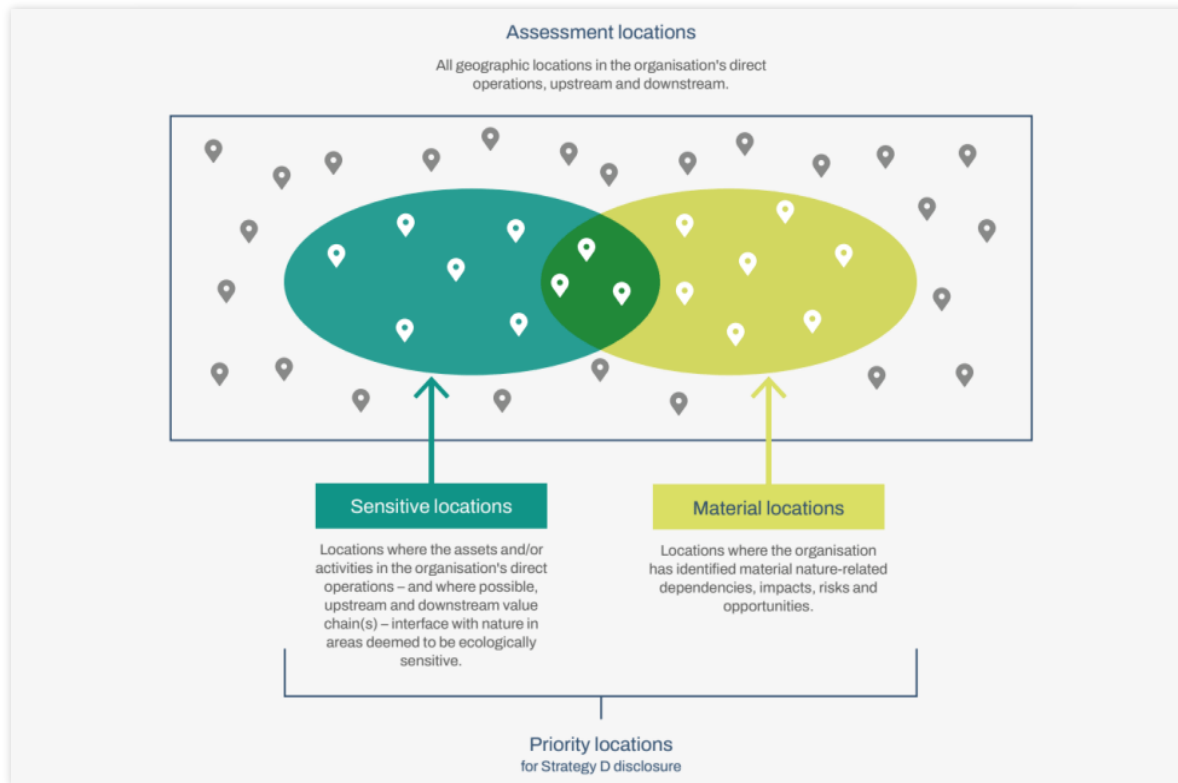 Assessment locations
All geographic locations in the organisation's direct
operations, upstream and downstream.
Sensitive locations
Locations where the assets and/or
activities in the organisation's direct
operations – and where possible,
upstream and downstream value
chain(s) – interface with nature in
areas deemed to be ecologically
sensitive.
Material locations
Locations where the organisation
has identified material nature-related
dependencies, impacts, risks and
opportunities.
Priority locations
for Strategy D disclosure